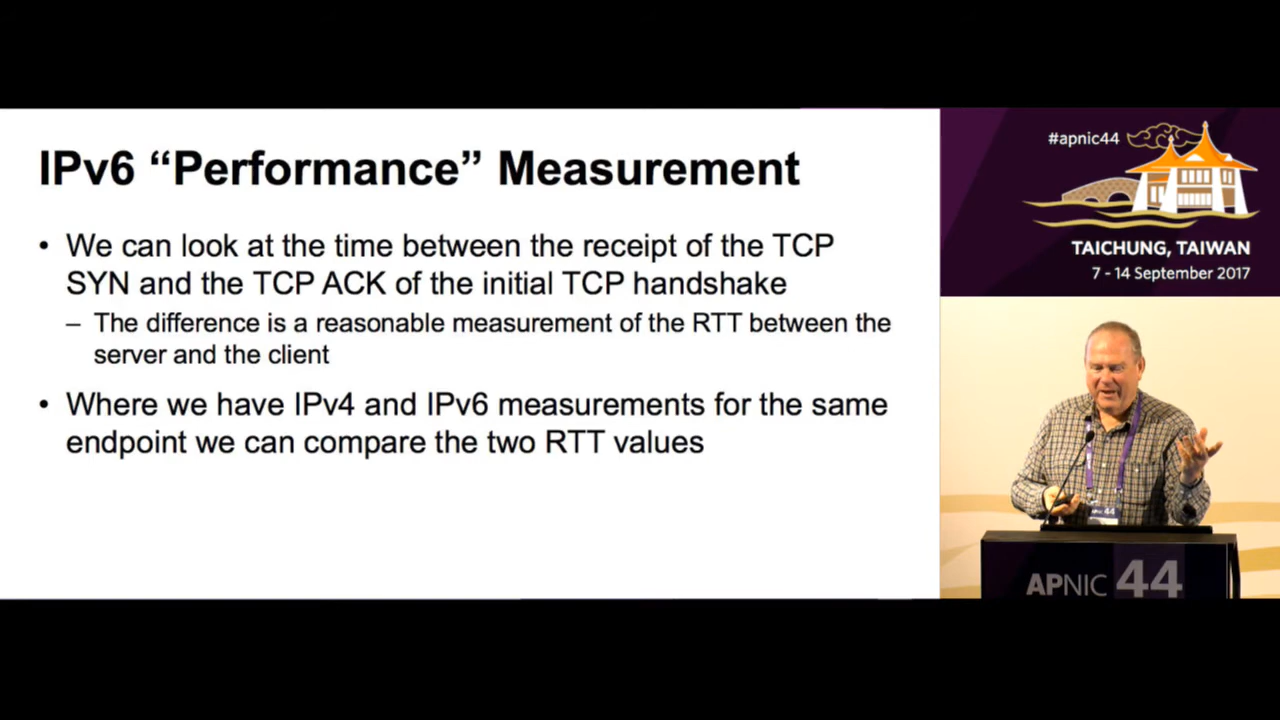 IPv6 “Performance” Measurement
• We can look at the time between the receipt of the TCP
SYN and the TCP ACK of the initial TCP handshake
– The difference is a reasonable measurement of the RTT between the
server and the client
• Where we have IPv4 and IPv6 measurements for the same
endpoint we can compare the two RTT values
#apnic44
TAICHUNG, TAIWAN
7 - 14 September 2017
APNIC 44
APNIC 44